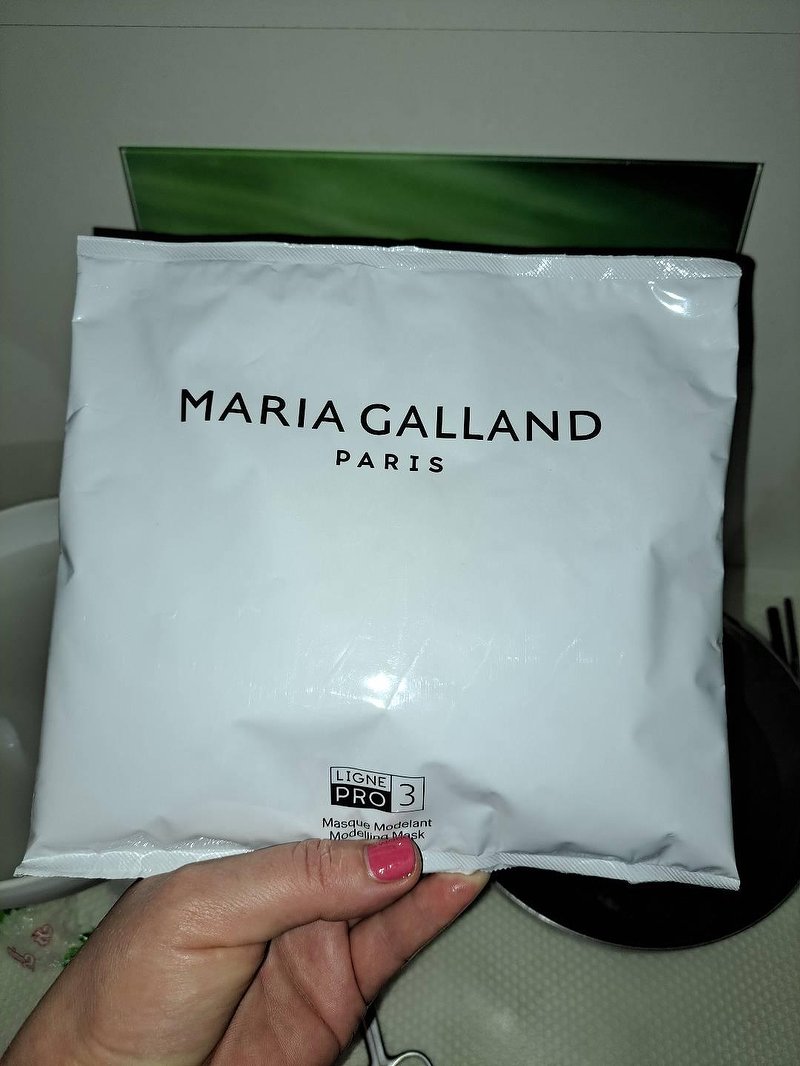 MARIA GALLAND
PARIS
LIGNE
PRO 3
Masque Modelant
Modelling Mask